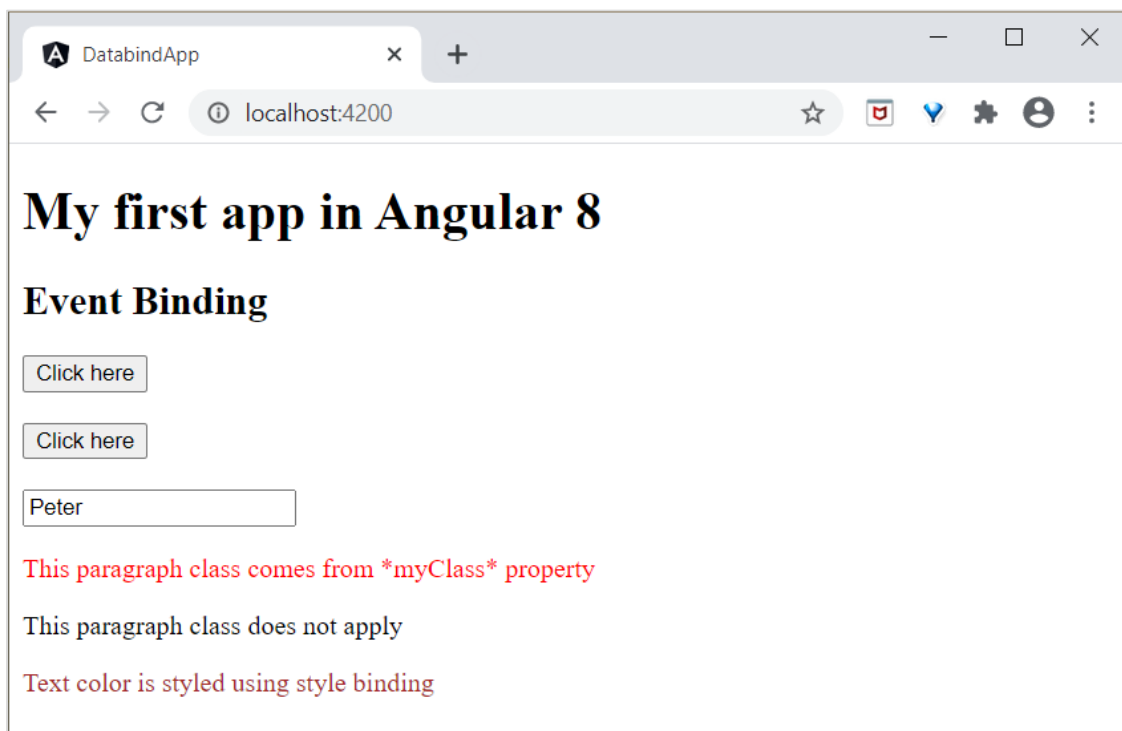 DatabindApp
localhost:4200
My first app in Angular 8
Event Binding
Click here
Click here
Peter
This paragraph class comes from *myClass* property
This paragraph class does not apply
Text color is styled using style binding